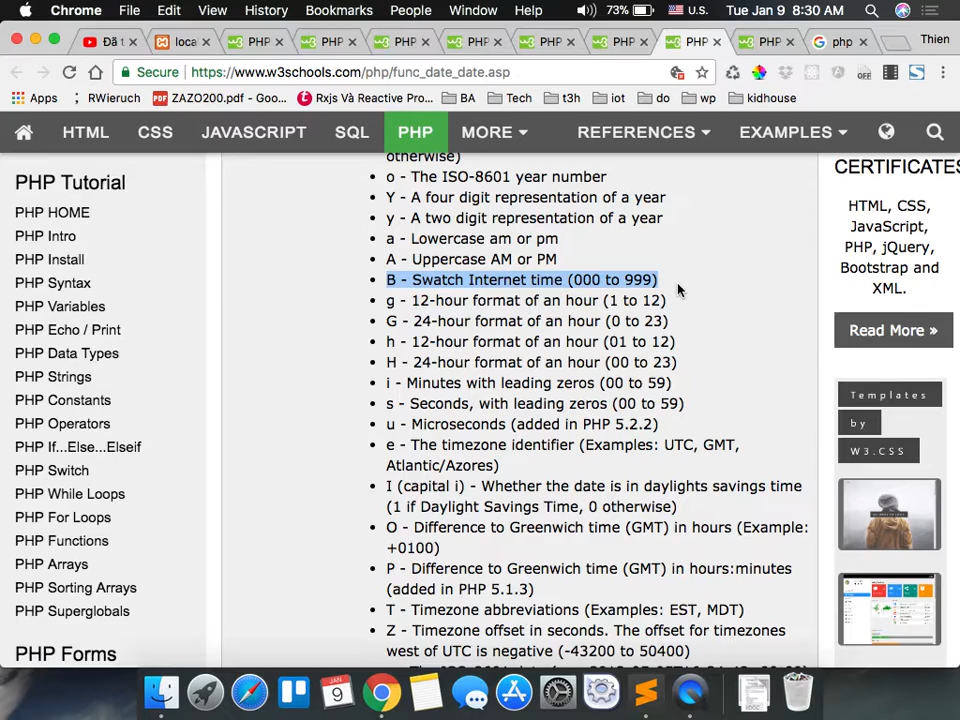 Chrome File Edit View History Bookmarks People Window Help 73% U.S. Tue Jan 9 8:30 AM
Đã t loca PHP PHP PHP PHP PHP PHP PHP PHP php Thien
Secure https://www.w3schools.com/php/func_date_date.asp
Apps RWieruch PDF ZAZO200.pdf - Goo... Rxjs Và Reactive Pro... BA Tech t3h iot do wp kidhouse
HTML CSS JAVASCRIPT SQL PHP MORE REFERENCES EXAMPLES
PHP Tutorial
PHP HOME
PHP Intro
PHP Install
PHP Syntax
PHP Variables
PHP Echo / Print
PHP Data Types
PHP Strings
PHP Constants
PHP Operators
PHP If...Else...Elseif
PHP Switch
PHP While Loops
PHP For Loops
PHP Functions
PHP Arrays
PHP Sorting Arrays
PHP Superglobals
PHP Forms
otherwise)
o - The ISO-8601 year number
Y - A four digit representation of a year
y - A two digit representation of a year
a - Lowercase am or pm
A - Uppercase AM or PM
B - Swatch Internet time (000 to 999)
g - 12-hour format of an hour (1 to 12)
G - 24-hour format of an hour (0 to 23)
h - 12-hour format of an hour (01 to 12)
H - 24-hour format of an hour (00 to 23)
i - Minutes with leading zeros (00 to 59)
s - Seconds, with leading zeros (00 to 59)
u - Microseconds (added in PHP 5.2.2)
e - The timezone identifier (Examples: UTC, GMT,
Atlantic/Azores)
I (capital i) - Whether the date is in daylights savings time
(1 if Daylight Savings Time, 0 otherwise)
O - Difference to Greenwich time (GMT) in hours (Example:
+0100)
P - Difference to Greenwich time (GMT) in hours:minutes
(added in PHP 5.1.3)
T - Timezone abbreviations (Examples: EST, MDT)
Z - Timezone offset in seconds. The offset for timezones
west of UTC is negative (-43200 to 50400)
CERTIFICATES
HTML, CSS,
JavaScript,
PHP, jQuery,
Bootstrap and
XML.
Read More »
Templates
by
W3.CSS
JAN
9